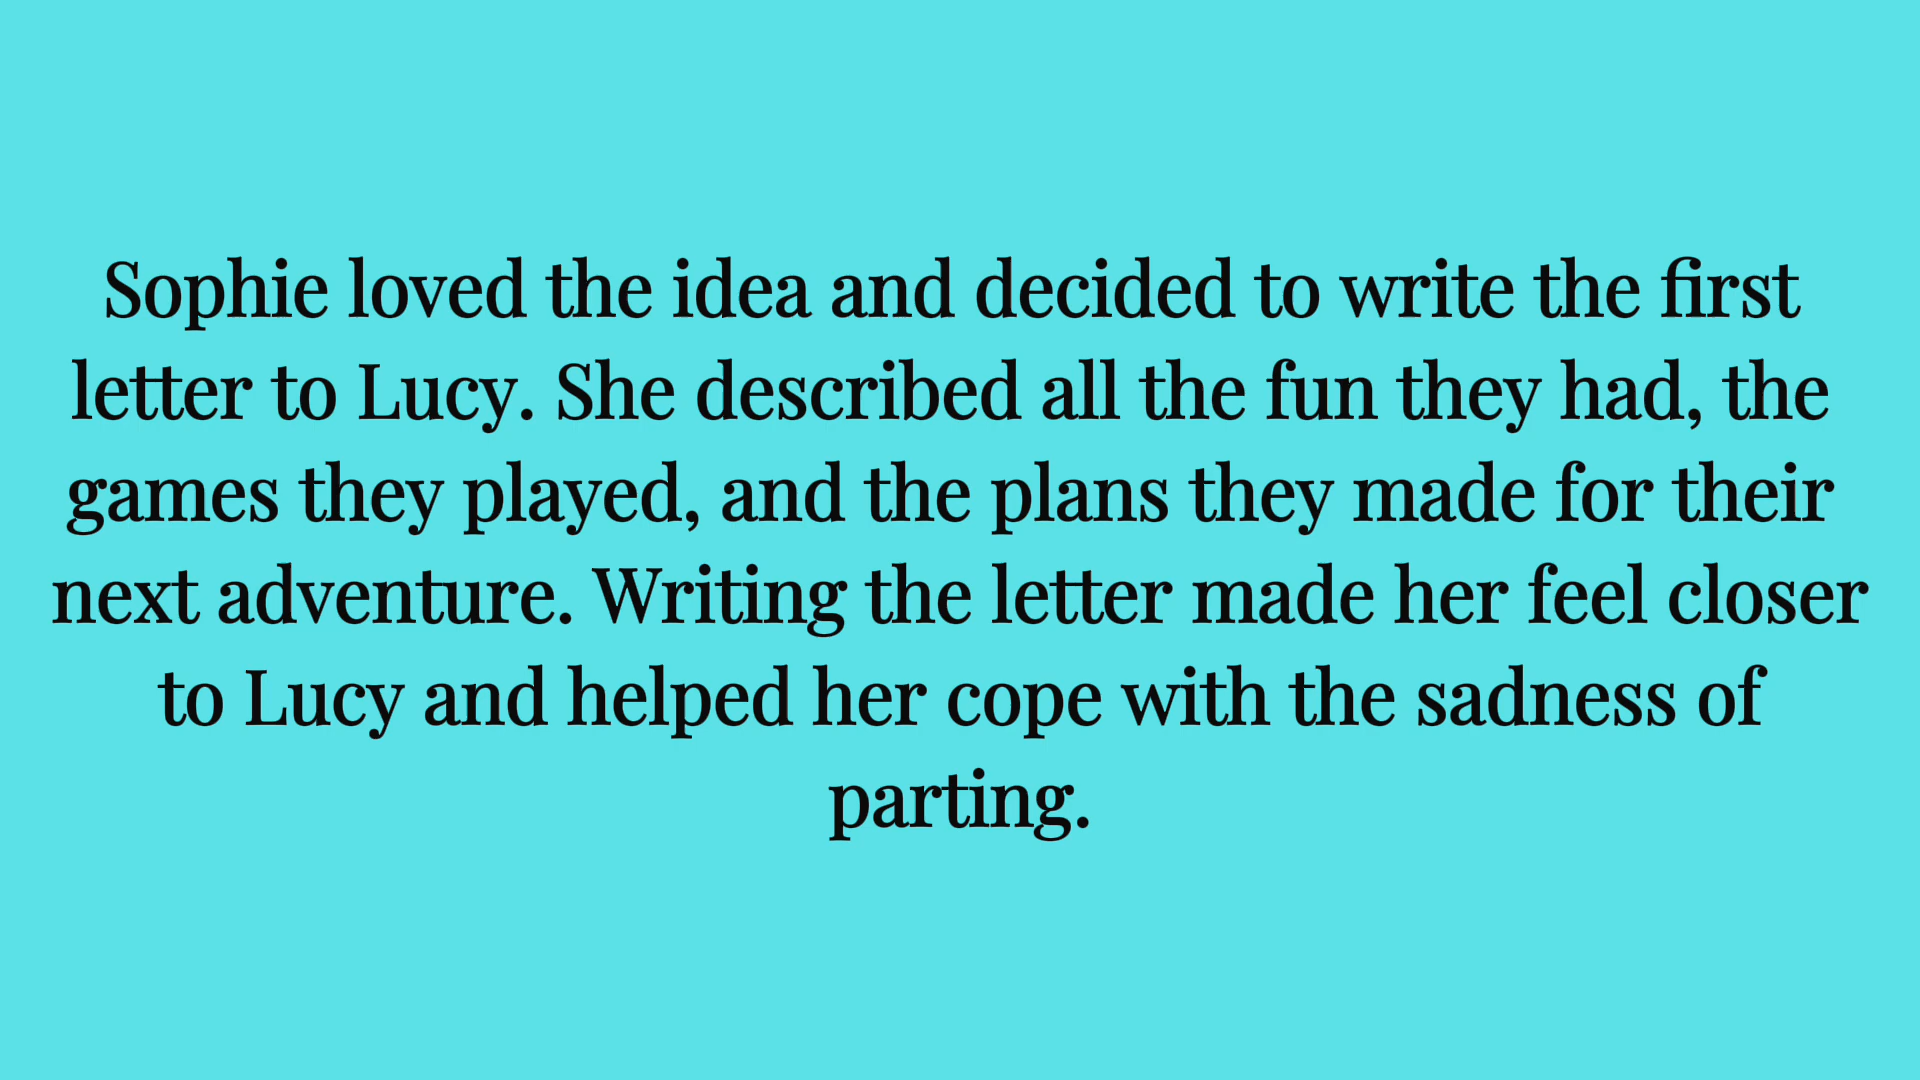 Sophie loved the idea and decided to write the first
letter to Lucy. She described all the fun they had, the
games they played, and the plans they made for their
next adventure. Writing the letter made her feel closer
to Lucy and helped her cope with the sadness of
parting.